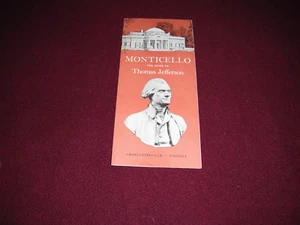 MONTICELLO
THE HOME OF
Thomas Jefferson
CHARLOTTESVILLE · VIRGINIA